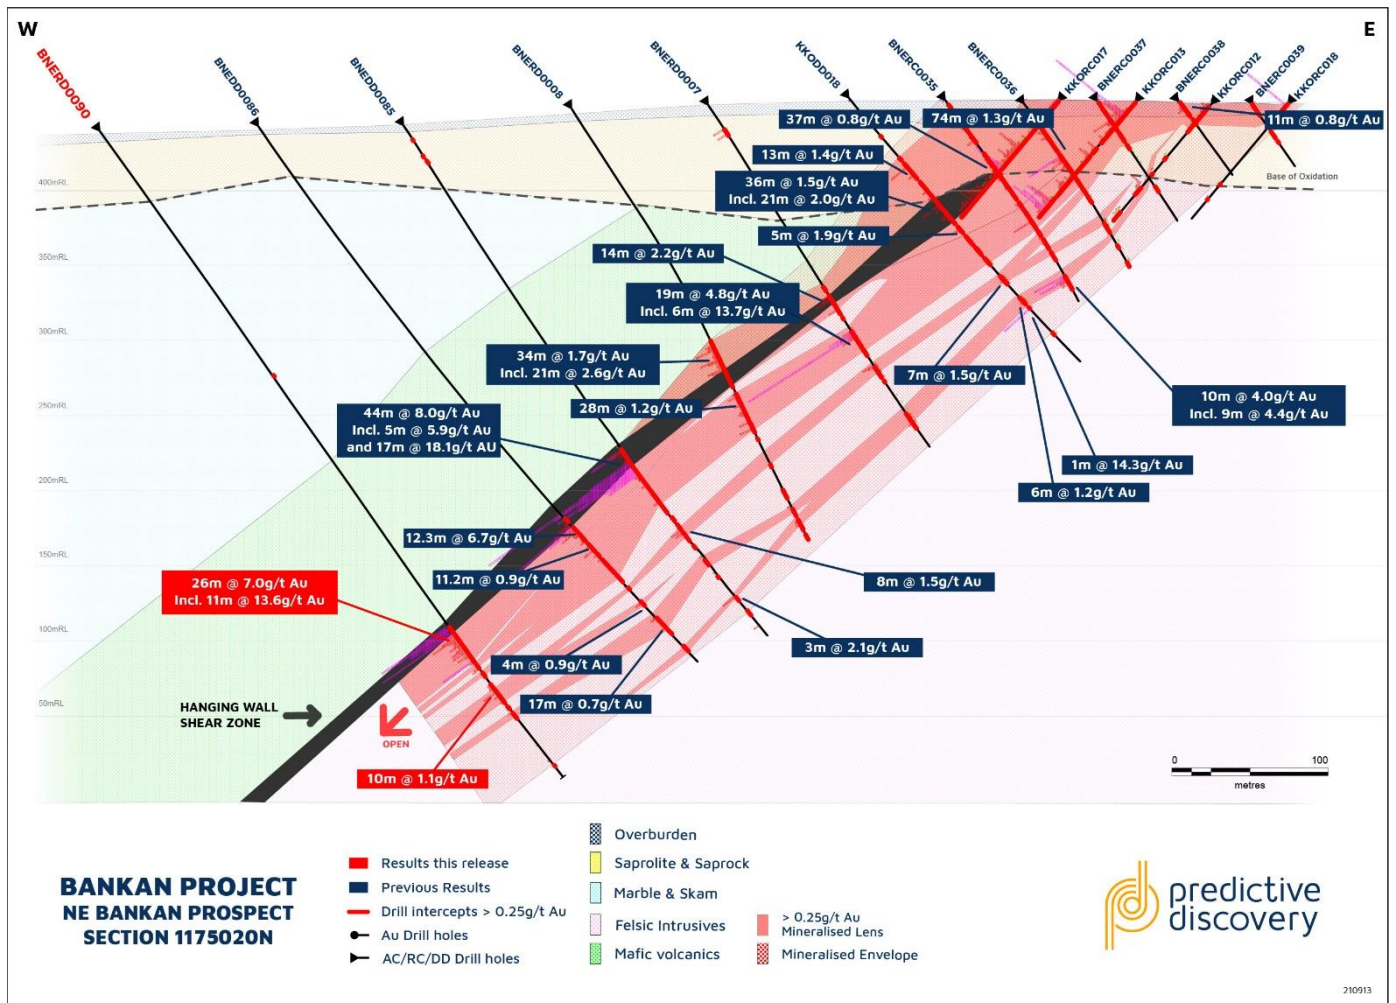 W
E
BNERD0090
BNED0086
BNED0085
BNERD0008
BNERD0007
KKODD018
BNERC0035
BNERC0036
KKORC017
BNERC0037
KKORC013
BNERC0038
KKORC012
BNERC0039
KKORC018
37m @ 0.8g/t Au
74m @ 1.3g/t Au
11m @ 0.8g/t Au
13m @ 1.4g/t Au
36m @ 1.5g/t Au
Incl. 21m @ 2.0g/t Au
Base of Oxidation
400mRL
5m @ 1.9g/t Au
14m @ 2.2g/t Au
350mRL
19m @ 4.8g/t Au
Incl. 6m @ 13.7g/t Au
300mRL
34m @ 1.7g/t Au
Incl. 21m @ 2.6g/t Au
7m @ 1.5g/t Au
10m @ 4.0g/t Au
Incl. 9m @ 4.4g/t Au
28m @ 1.2g/t Au
250mRL
44m @ 8.0g/t Au
Incl. 5m @ 5.9g/t Au
and 17m @ 18.1g/t AU
1m @ 14.3g/t Au
6m @ 1.2g/t Au
200mRL
12.3m @ 6.7g/t Au
150mRL
11.2m @ 0.9g/t Au
8m @ 1.5g/t Au
26m @ 7.0g/t Au
Incl. 11m @ 13.6g/t Au
100mRL
3m @ 2.1g/t Au
4m @ 0.9g/t Au
17m @ 0.7g/t Au
50mRL
HANGING WALL
SHEAR ZONE
OPEN
10m @ 1.1g/t Au
0 100
metres
BANKAN PROJECT
NE BANKAN PROSPECT
SECTION 1175020N
Results this release
Previous Results
Drill intercepts > 0.25g/t Au
Au Drill holes
AC/RC/DD Drill holes
Overburden
Saprolite & Saprock
Marble & Skam
Felsic Intrusives
Mafic volcanics
> 0.25g/t Au
Mineralised Lens
Mineralised Envelope
predictive
discovery
210913